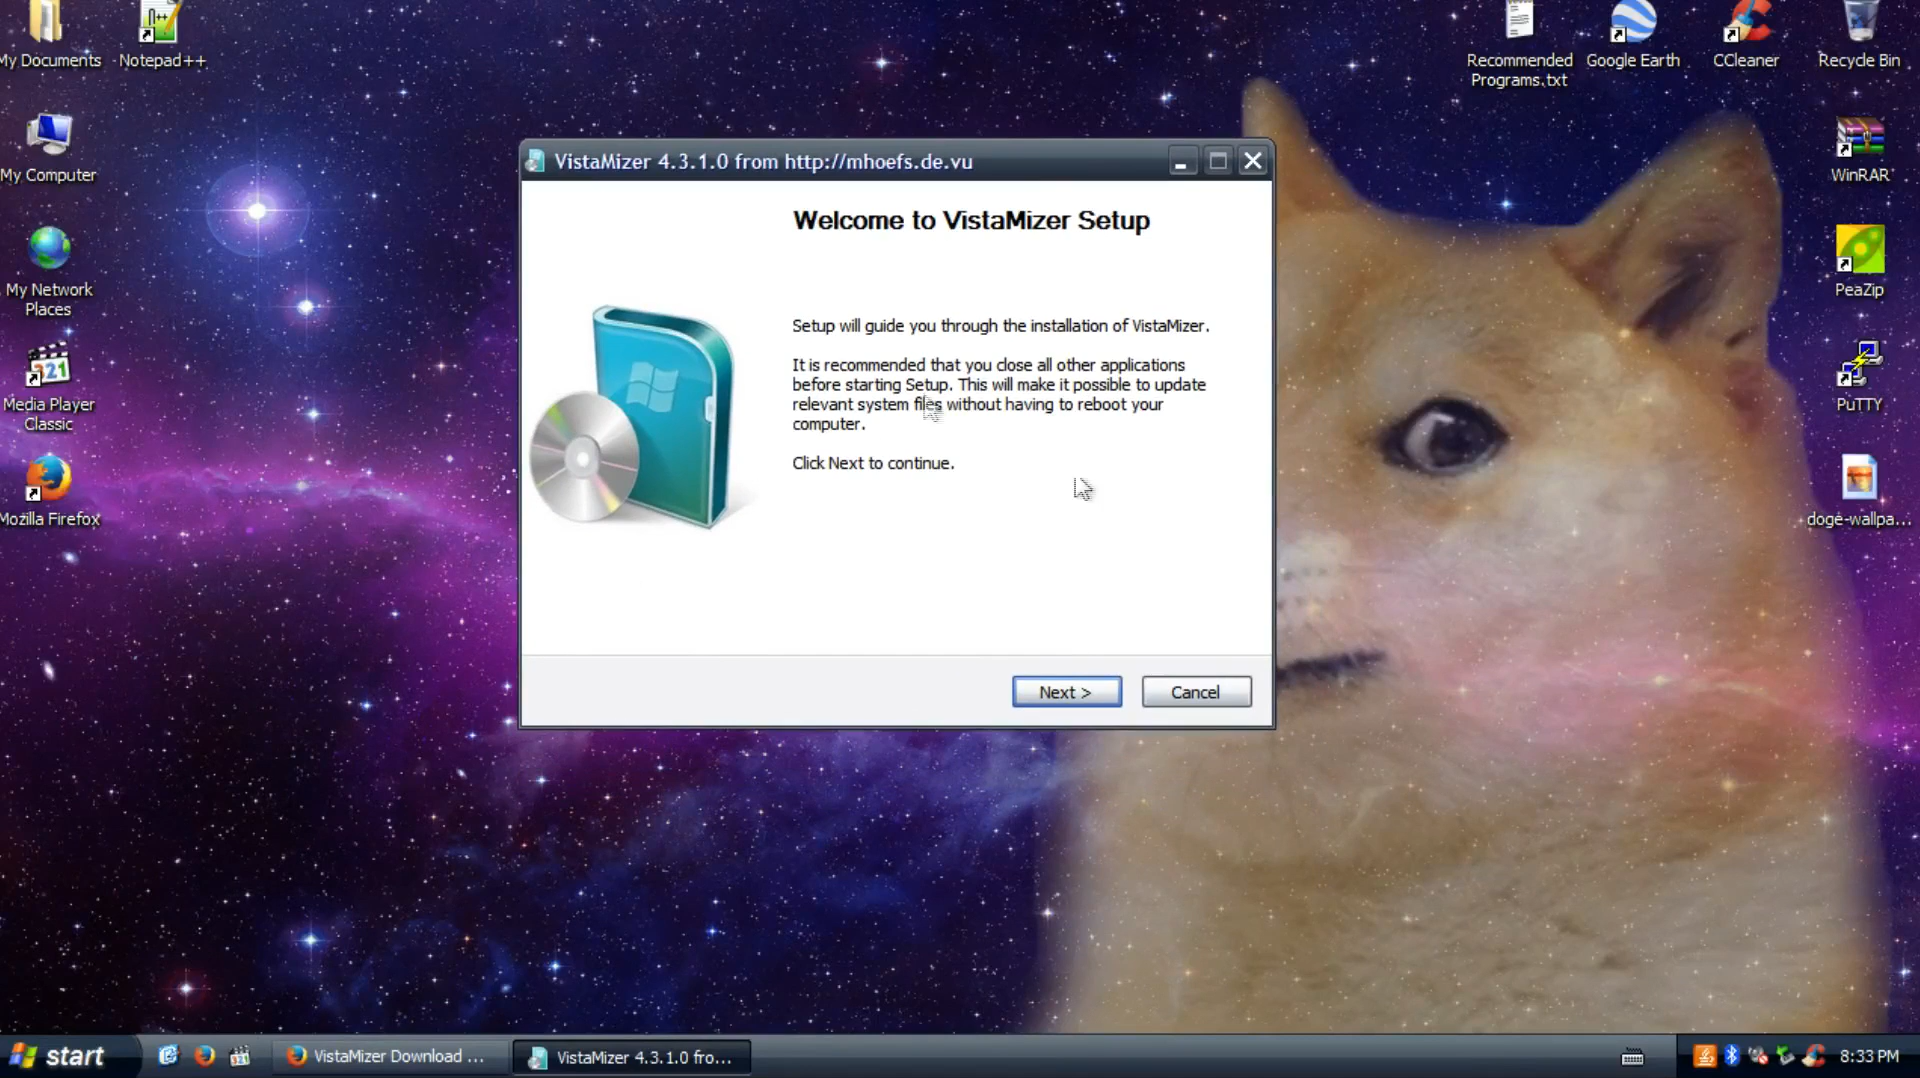 My Documents
Notepad++
Recommended
Programs.txt
Google Earth
CCleaner
Recycle Bin
My Computer
WinRAR
My Network
Places
PeaZip
Media Player
Classic
PuTTY
Mozilla Firefox
doge-wallpa...
VistaMizer 4.3.1.0 from http://mhoefs.de.vu
Welcome to VistaMizer Setup
Setup will guide you through the installation of VistaMizer.
It is recommended that you close all other applications
before starting Setup. This will make it possible to update
relevant system files without having to reboot your
computer.
Click Next to continue.
Next >
Cancel
start
321
VistaMizer Download ...
VistaMizer 4.3.1.0 fro...
8:33 PM